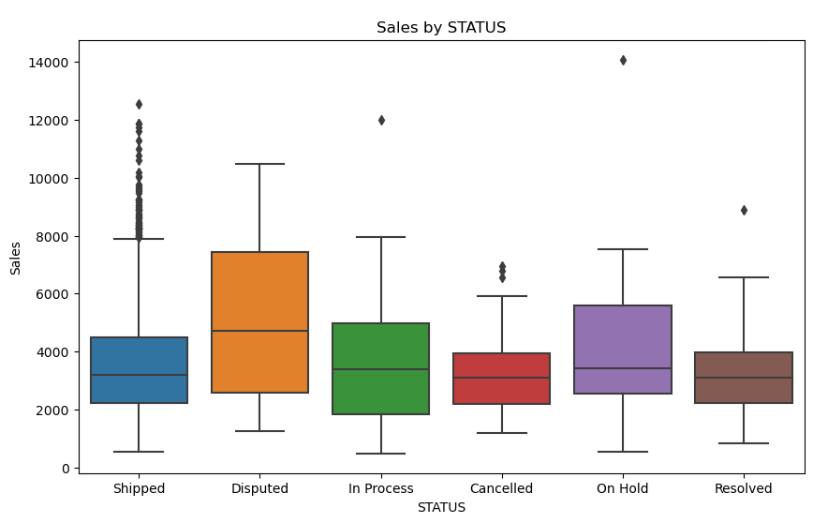 Sales by STATUS
14000
12000
10000
8000
6000
4000
2000
0
Sales
Shipped Disputed In Process Cancelled On Hold Resolved
STATUS